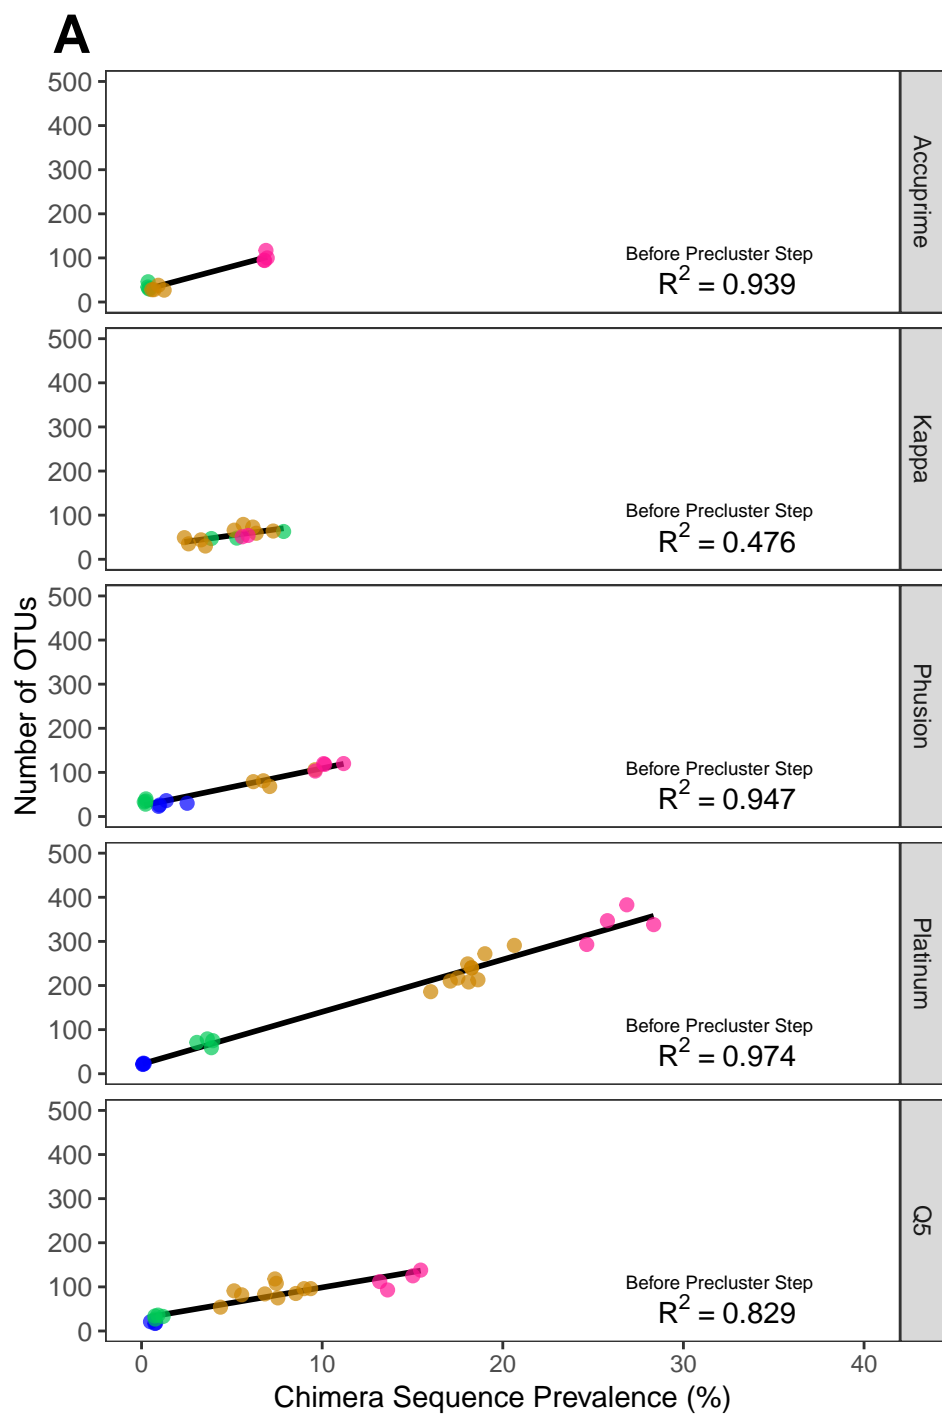 A
Number of OTUs
500
400
300
200
100
0
Before Precluster Step
R² = 0.939
Accuprime
500
400
300
200
100
0
Before Precluster Step
R² = 0.476
Kappa
500
400
300
200
100
0
Before Precluster Step
R² = 0.947
Phusion
500
400
300
200
100
0
Before Precluster Step
R² = 0.974
Platinum
500
400
300
200
100
0
Before Precluster Step
R² = 0.829
Q5
0 10 20 30 40
Chimera Sequence Prevalence (%)